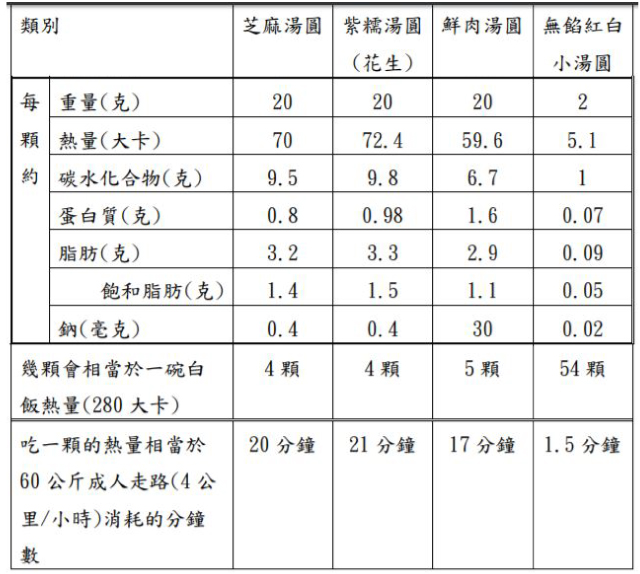 類別 芝麻湯圓 紫糯湯圓(花生) 鮮肉湯圓 無餡紅白小湯圓
每顆約
重量(克) 20 20 20 2
熱量(大卡) 70 72.4 59.6 5.1
碳水化合物(克) 9.5 9.8 6.7 1
蛋白質(克) 0.8 0.98 1.6 0.07
脂肪(克) 3.2 3.3 2.9 0.09
飽和脂肪(克) 1.4 1.5 1.1 0.05
鈉(毫克) 0.4 0.4 30 0.02
幾顆會相當於一碗白飯熱量(280 大卡) 4 顆 4 顆 5 顆 54 顆
吃一顆的熱量相當於 60 公斤成人走路(4 公里/小時)消耗的分鐘數 20 分鐘 21 分鐘 17 分鐘 1.5 分鐘